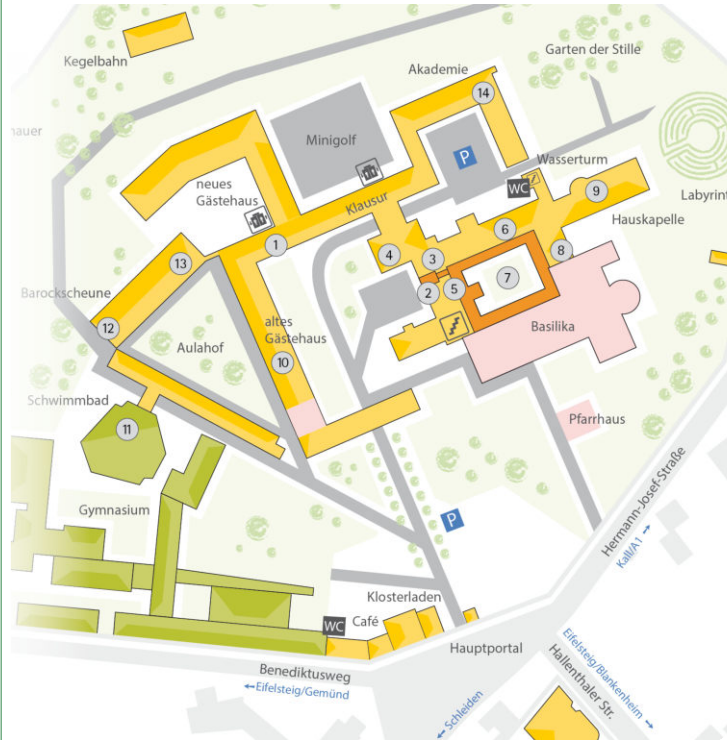 Kegelbahn
Akademie
Garten der Stille
14
Minigolf
P
Wasserturm
WC
9
Labyrint
neues
Gästehaus
Klausur
Hauskapelle
1
6
4
3
8
13
7
2
5
Barockscheune
altes
Gästehaus
Basilika
12
Aulahof
10
Schwimmbad
11
Pfarrhaus
Gymnasium
P
Hermann-Josef-Straße
Kall/A1 →
Klosterladen
WC
Café
Hauptportal
Benediktusweg
←Eifelsteig/Gemünd
Eifelsteig/Blankenheim →
Hallenthaler Str.
← Schleiden